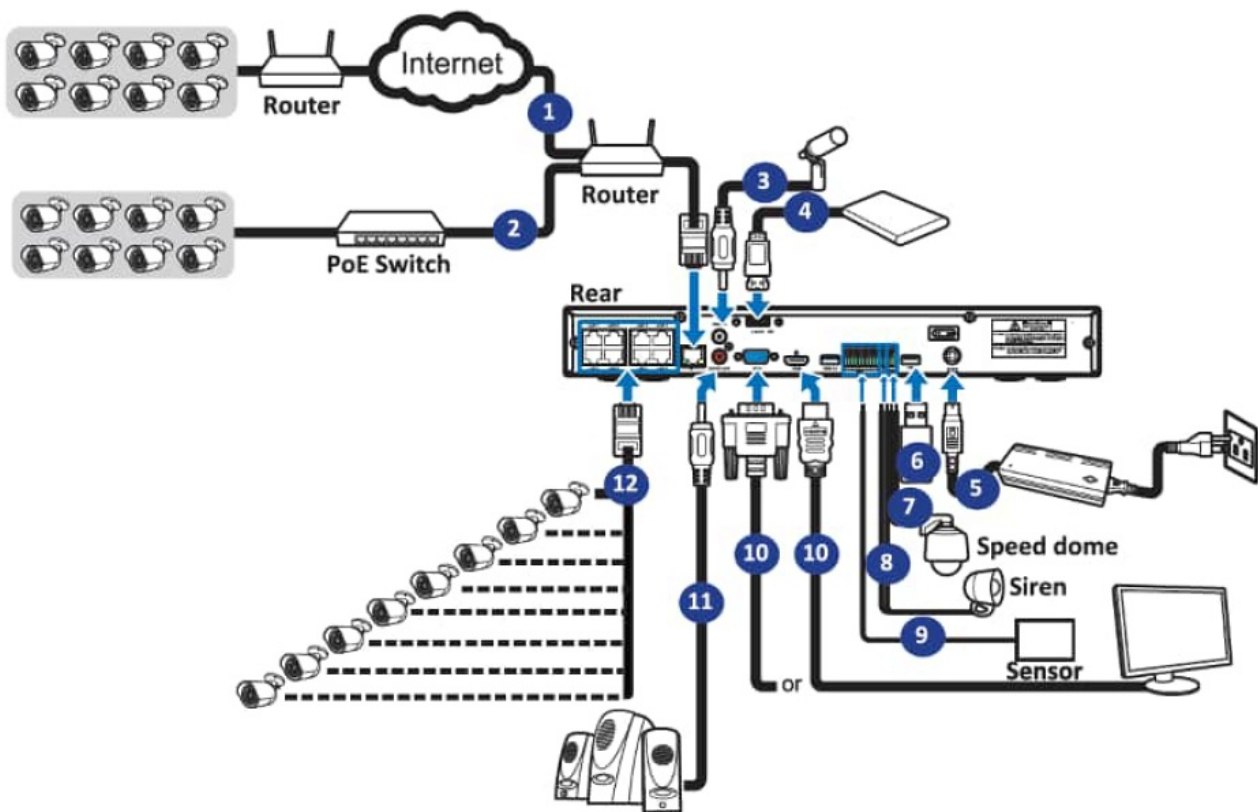 Internet
1
Router
Router
3
4
2
PoE Switch
Rear
12
6
5
7
10
10
8
Speed dome
Siren
11
9
Sensor
or